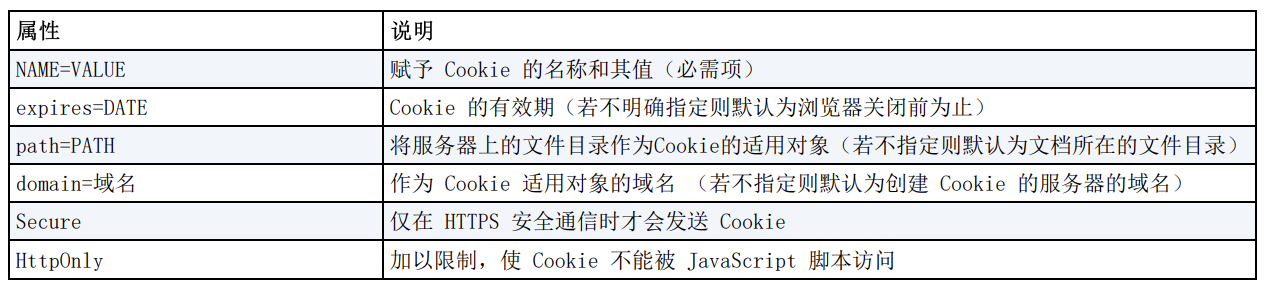 属性 说明
NAME=VALUE 赋予 Cookie 的名称和其值（必需项）
expires=DATE Cookie 的有效期（若不明确指定则默认为浏览器关闭前为止）
path=PATH 将服务器上的文件目录作为Cookie的适用对象（若不指定则默认为文档所在的文件目录）
domain=域名 作为 Cookie 适用对象的域名 （若不指定则默认为创建 Cookie 的服务器的域名）
Secure 仅在 HTTPS 安全通信时才会发送 Cookie
HttpOnly 加以限制，使 Cookie 不能被 JavaScript 脚本访问